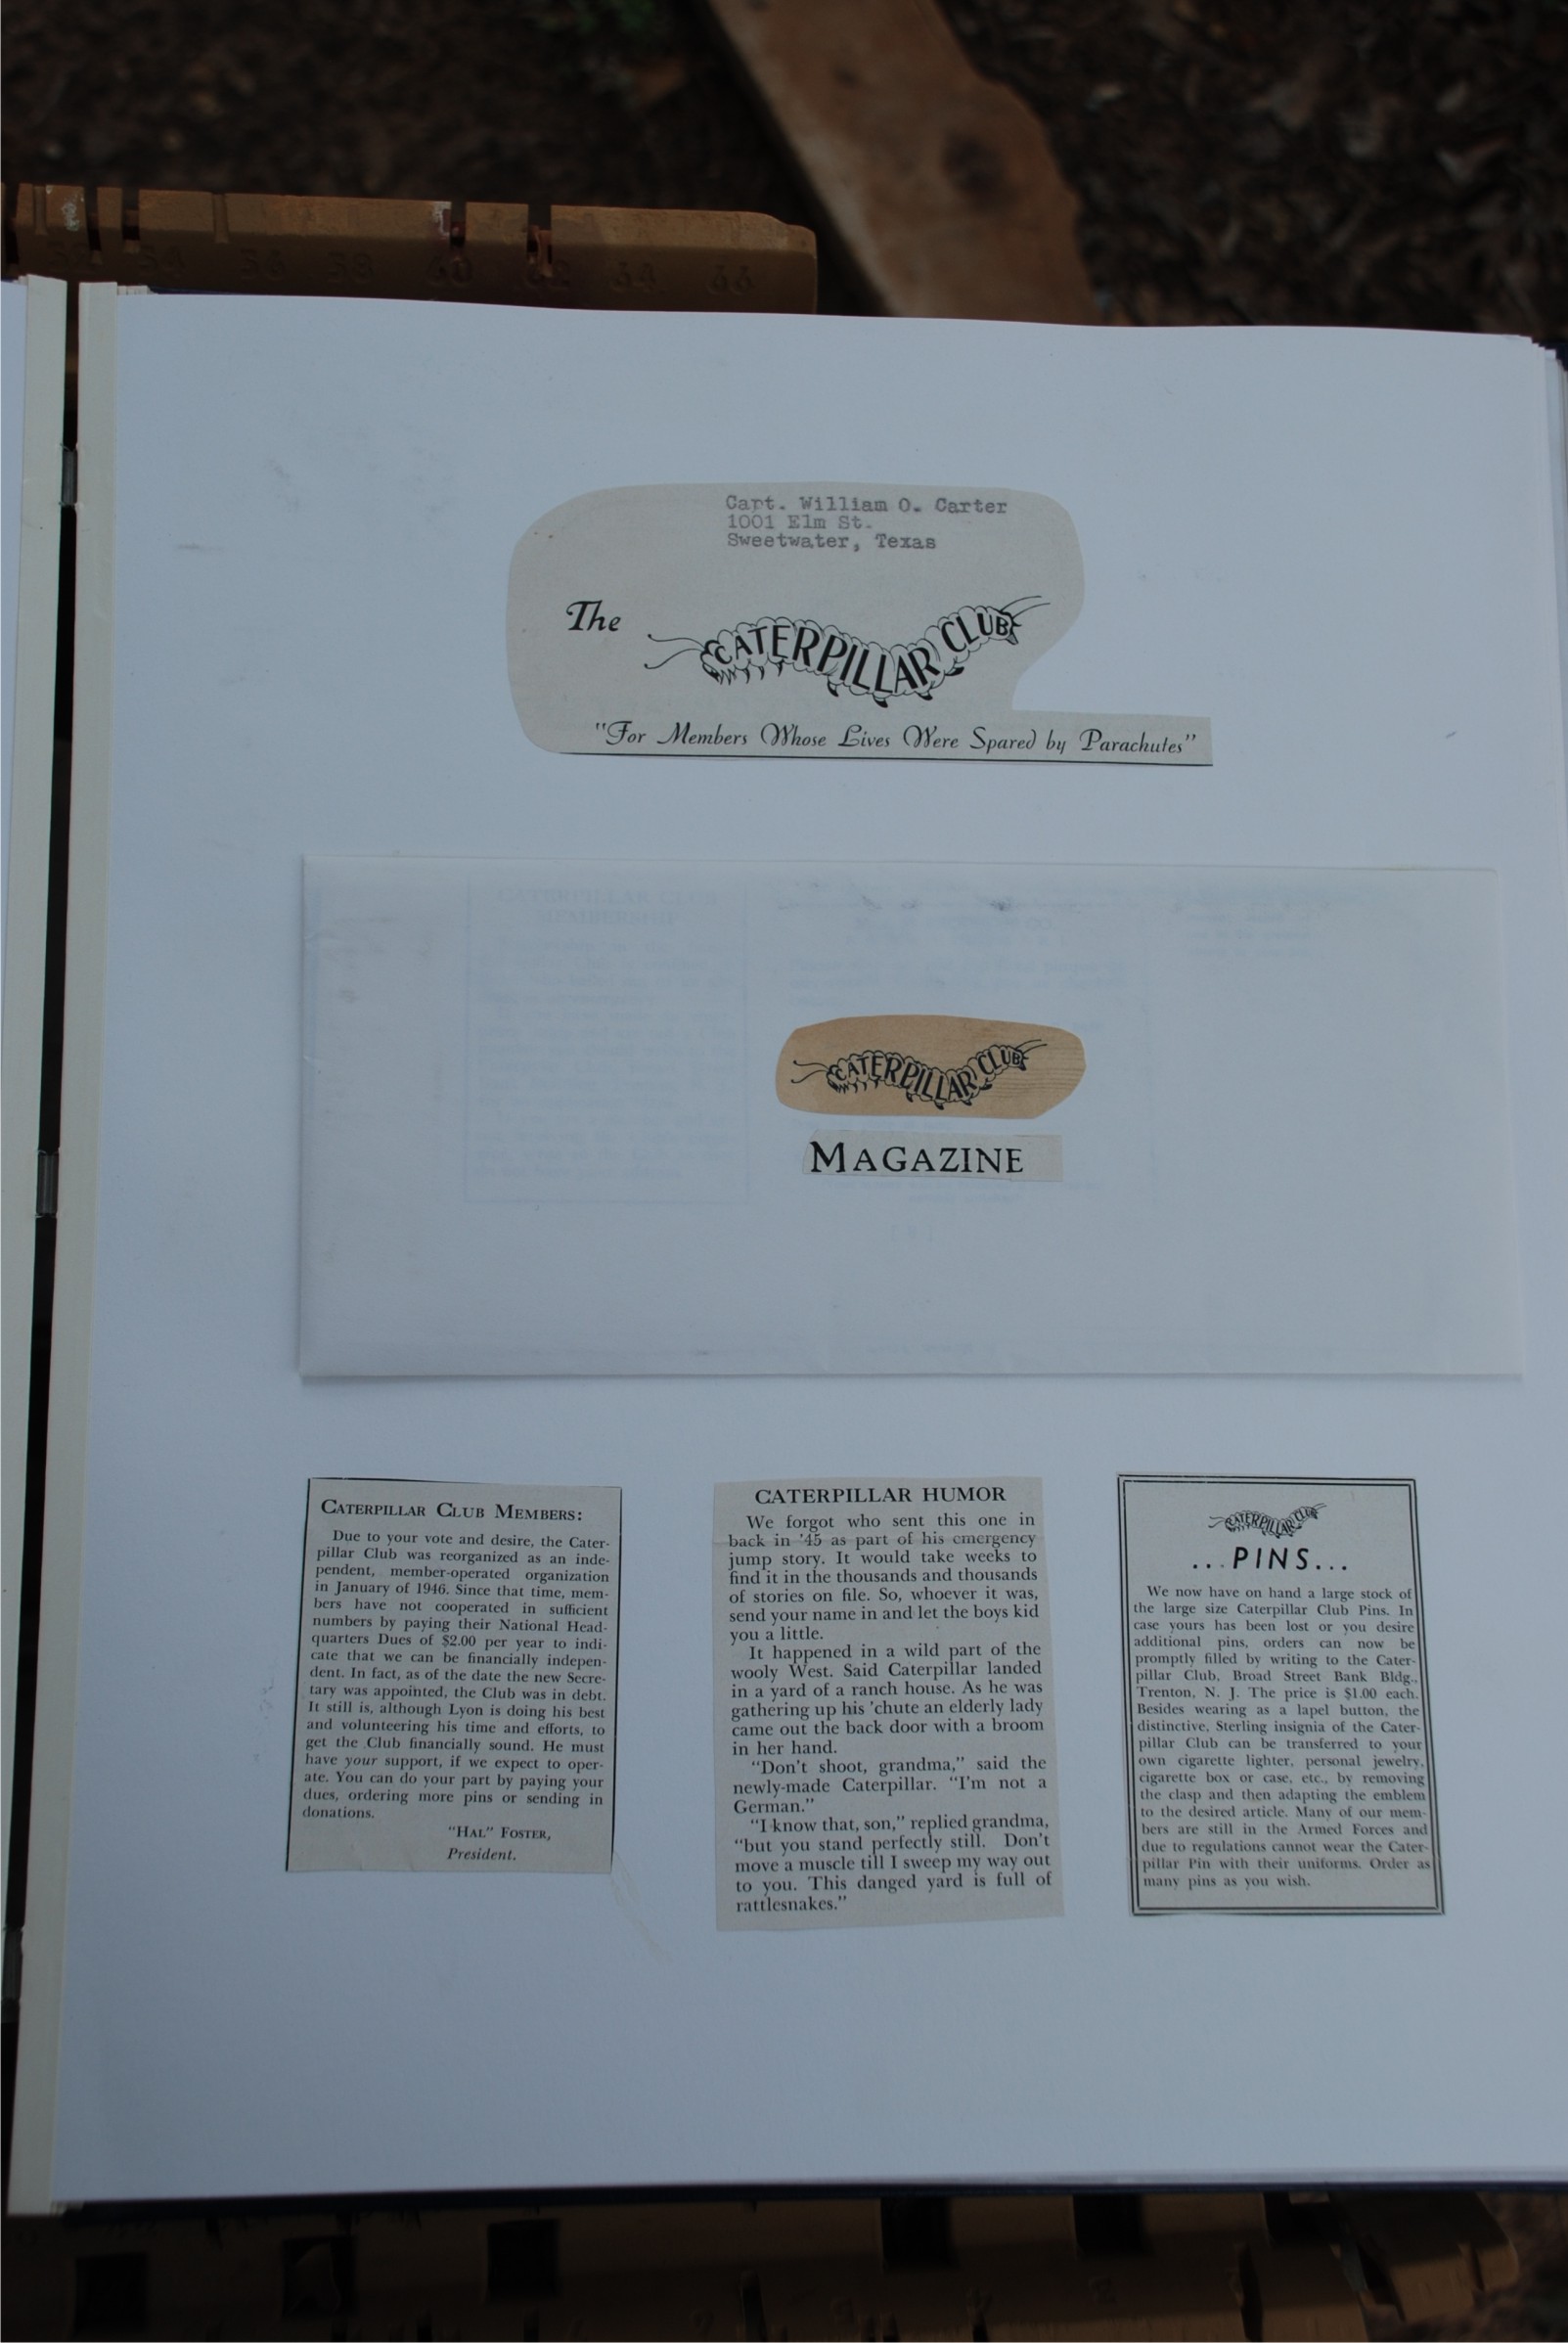 52 54 56 58 60 62 64 66
Capt. William O. Carter
1001 Elm St.
Sweetwater, Texas
The CATERPILLAR CLUB
"For Members Whose Lives Were Spared by Parachutes"
CATERPILLAR CLUB
MEMBERSHIP
CATERPILLAR CLUB
MAGAZINE
CATERPILLAR CLUB MEMBERS:
Due to your vote and desire, the Cater-
pillar Club was reorganized as an inde-
pendent, member-operated organization
in January of 1946. Since that time, mem-
bers have not cooperated in sufficient
numbers by paying their National Head-
quarters Dues of $2.00 per year to indi-
cate that we can be financially indepen-
dent. In fact, as of the date the new Secre-
tary was appointed, the Club was in debt.
It still is, although Lyon is doing his best
and volunteering his time and efforts, to
get the Club financially sound. He must
have your support, if we expect to oper-
ate. You can do your part by paying your
dues, ordering more pins or sending in
donations.
"HAL" FOSTER,
President.
CATERPILLAR HUMOR
We forgot who sent this one in
back in '45 as part of his emergency
jump story. It would take weeks to
find it in the thousands and thousands
of stories on file. So, whoever it was,
send your name in and let the boys kid
you a little.
It happened in a wild part of the
wooly West. Said Caterpillar landed
in a yard of a ranch house. As he was
gathering up his 'chute an elderly lady
came out the back door with a broom
in her hand.
"Don't shoot, grandma," said the
newly-made Caterpillar. "I'm not a
German."
"I know that, son," replied grandma,
"but you stand perfectly still. Don't
move a muscle till I sweep my way out
to you. This danged yard is full of
rattlesnakes."
CATERPILLAR CLUB
...PINS...
We now have on hand a large stock of
the large size Caterpillar Club Pins. In
case yours has been lost or you desire
additional pins, orders can now be
promptly filled by writing to the Cater-
pillar Club, Broad Street Bank Bldg.,
Trenton, N. J. The price is $1.00 each.
Besides wearing as a lapel button, the
distinctive, Sterling insignia of the Cater-
pillar Club can be transferred to your
own cigarette lighter, personal jewelry,
cigarette box or case, etc., by removing
the clasp and then adapting the emblem
to the desired article. Many of our mem-
bers are still in the Armed Forces and
due to regulations cannot wear the Cater-
pillar Pin with their uniforms. Order as
many pins as you wish.